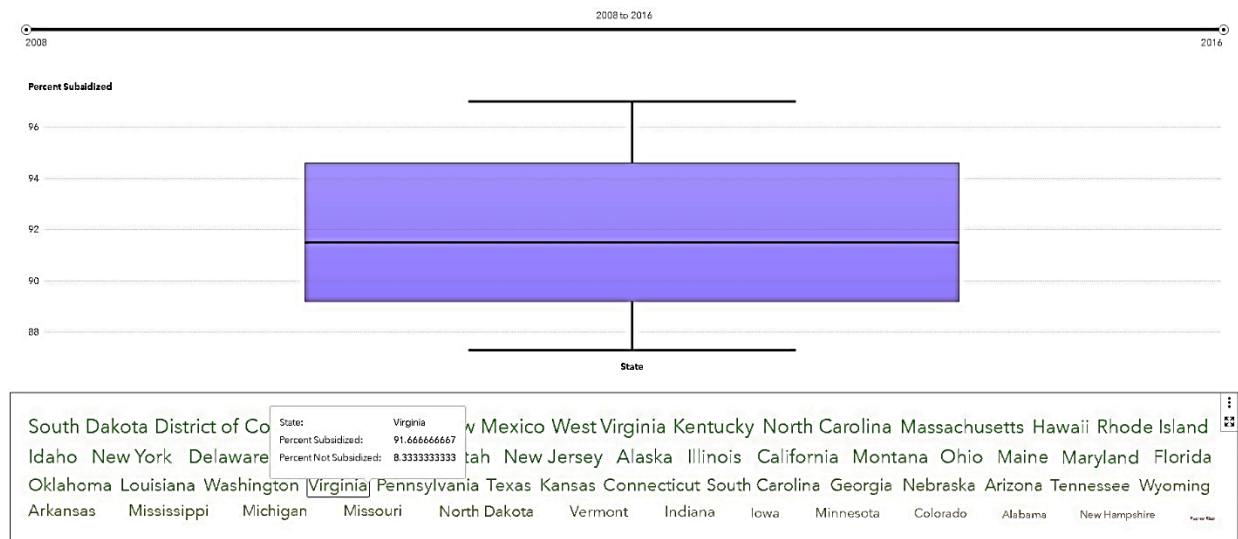 2008 to 2016
2008
2016
Percent Subsidized
96
94
92
90
88
State
South Dakota District of Co w Mexico West Virginia Kentucky North Carolina Massachusetts Hawaii Rhode Island
State: Virginia
Percent Subsidized: 91.666666667
Percent Not Subsidized: 8.3333333333
Idaho New York Delaware tah New Jersey Alaska Illinois California Montana Ohio Maine Maryland Florida
Oklahoma Louisiana Washington Virginia Pennsylvania Texas Kansas Connecticut South Carolina Georgia Nebraska Arizona Tennessee Wyoming
Arkansas Mississippi Michigan Missouri North Dakota Vermont Indiana Iowa Minnesota Colorado Alabama New Hampshire